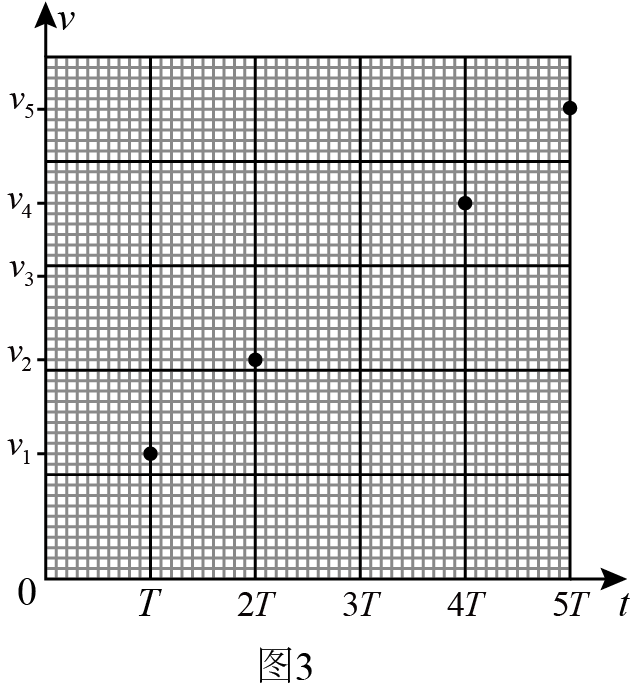 v
v₅
v₄
v₃
v₂
v₁
0
T 2T 3T 4T 5T t
图3